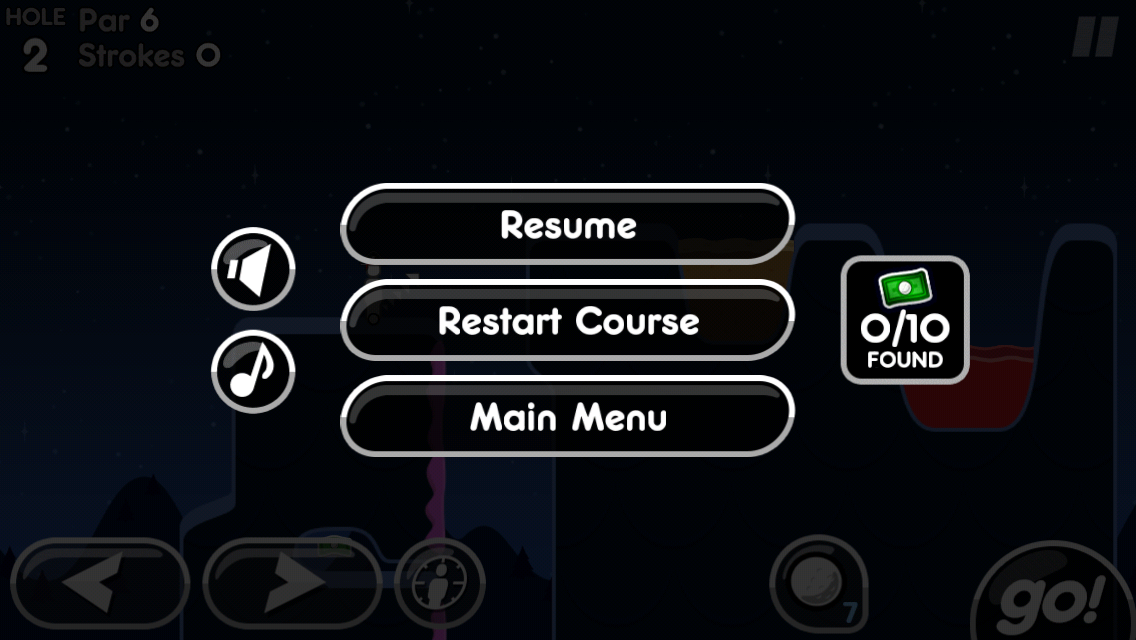 HOLE Par 6
2 Strokes 0
Resume
Restart Course
0/10
FOUND
Main Menu
7
go!